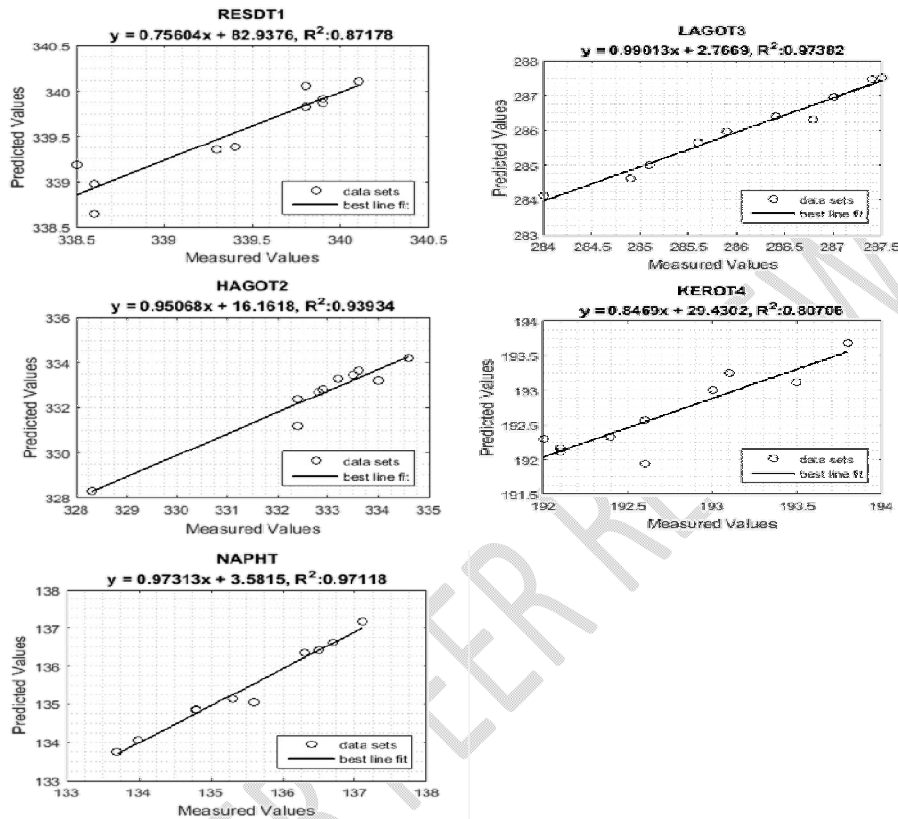 RESDT1
y = 0.75604x + 82.9376, R²:0.87178
340.5
340
339.5
339
338.5
338.5 339 339.5 340 340.5
Predicted Values
Measured Values
data sets
best line fit
LAGOT3
y = 0.99013x + 2.7669, R²:0.97382
288
287
286
285
284
283
284 284.5 285 285.5 286 286.5 287 287.5
Predicted Values
Measured Values
data sets
best line fit
HAGOT2
y = 0.95068x + 16.1618, R²:0.93934
336
334
332
330
328
328 329 330 331 332 333 334 335
Predicted Values
Measured Values
data sets
best line fit
KEROT4
y = 0.8469x + 29.4302, R²:0.80706
194
193.5
193
192.5
192
191.5
192 192.5 193 193.5 194
Predicted Values
Measured Values
data sets
best line fit
NAPHT
y = 0.97313x + 3.5815, R²:0.97118
138
137
136
135
134
133
133 134 135 136 137 138
Predicted Values
Measured Values
data sets
best line fit
ER PEER REVIEW